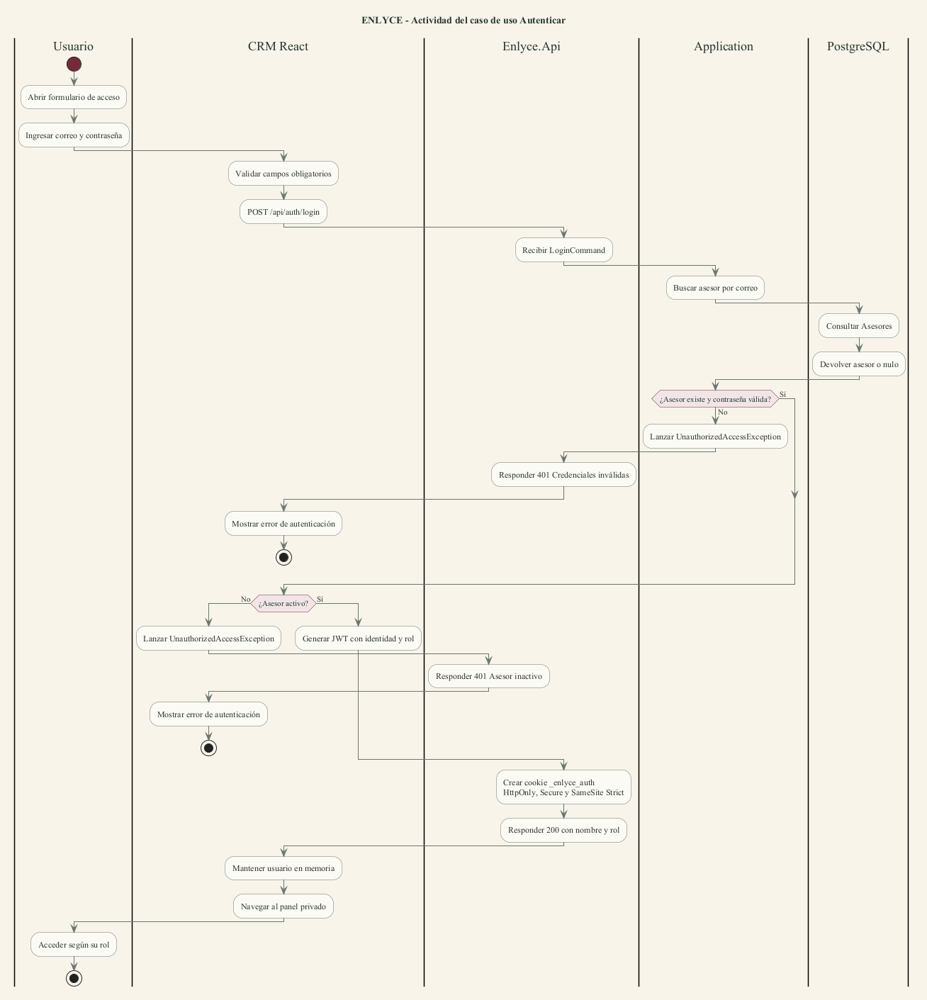 ENLYCE - Actividad del caso de uso Autenticar
Usuario
CRM React
Enlyce.Api
Application
PostgreSQL
Abrir formulario de acceso
Ingresar correo y contraseña
Validar campos obligatorios
POST /api/auth/login
Recibir LoginCommand
Buscar asesor por correo
Consultar Asesores
Devolver asesor o nulo
¿Asesor existe y contraseña válida?
Sí
No
Lanzar UnauthorizedAccessException
Responder 401 Credenciales inválidas
Mostrar error de autenticación
No
¿Asesor activo?
Sí
Lanzar UnauthorizedAccessException
Generar JWT con identidad y rol
Responder 401 Asesor inactivo
Mostrar error de autenticación
Crear cookie _enlyce_auth
HttpOnly, Secure y SameSite Strict
Responder 200 con nombre y rol
Mantener usuario en memoria
Navegar al panel privado
Acceder según su rol